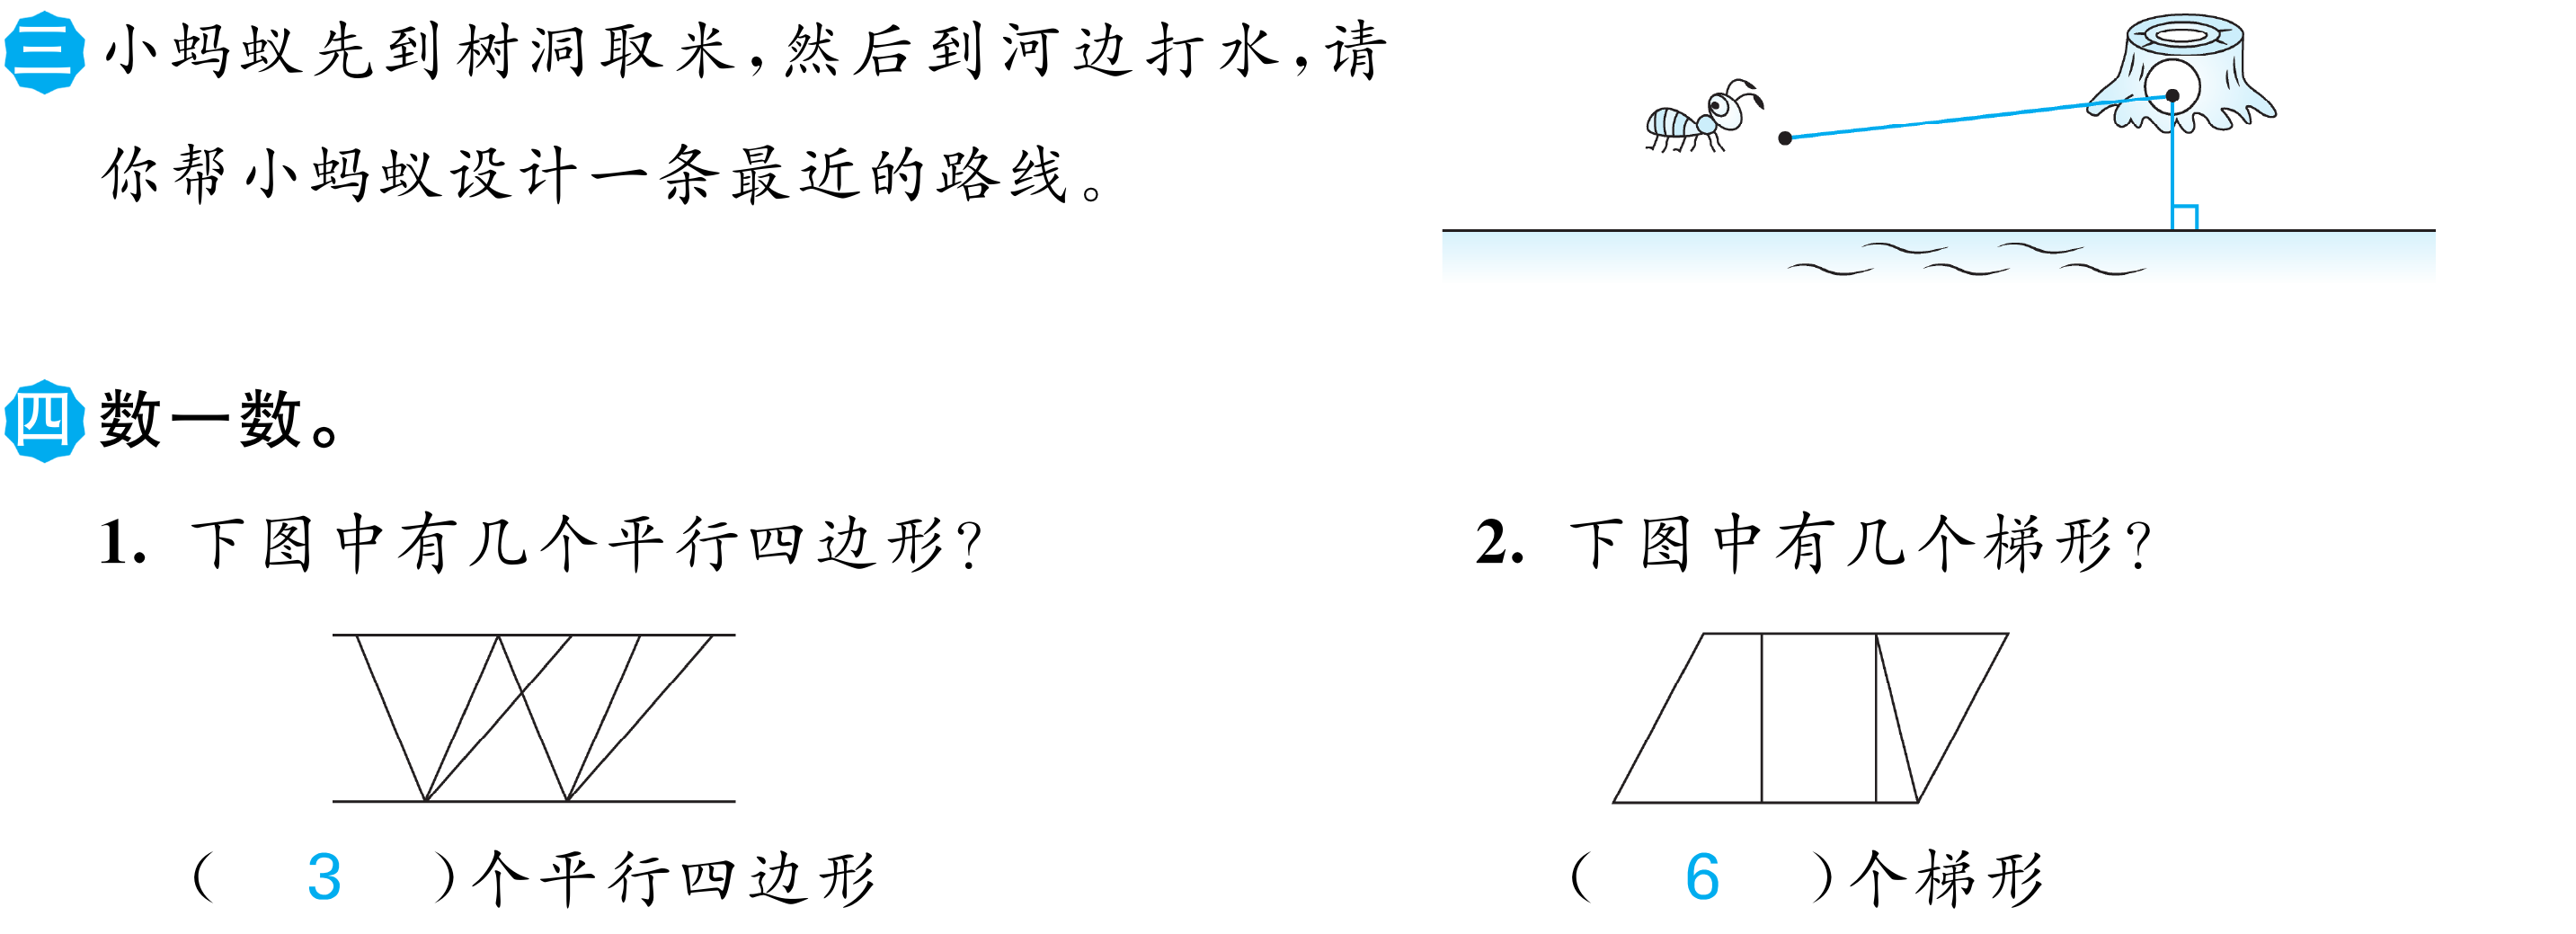 三 小蚂蚁先到树洞取米,然后到河边打水,请
你帮小蚂蚁设计一条最近的路线。
四 数一数。
1. 下图中有几个平行四边形?
2. 下图中有几个梯形?
( 3 )个平行四边形
( 6 )个梯形